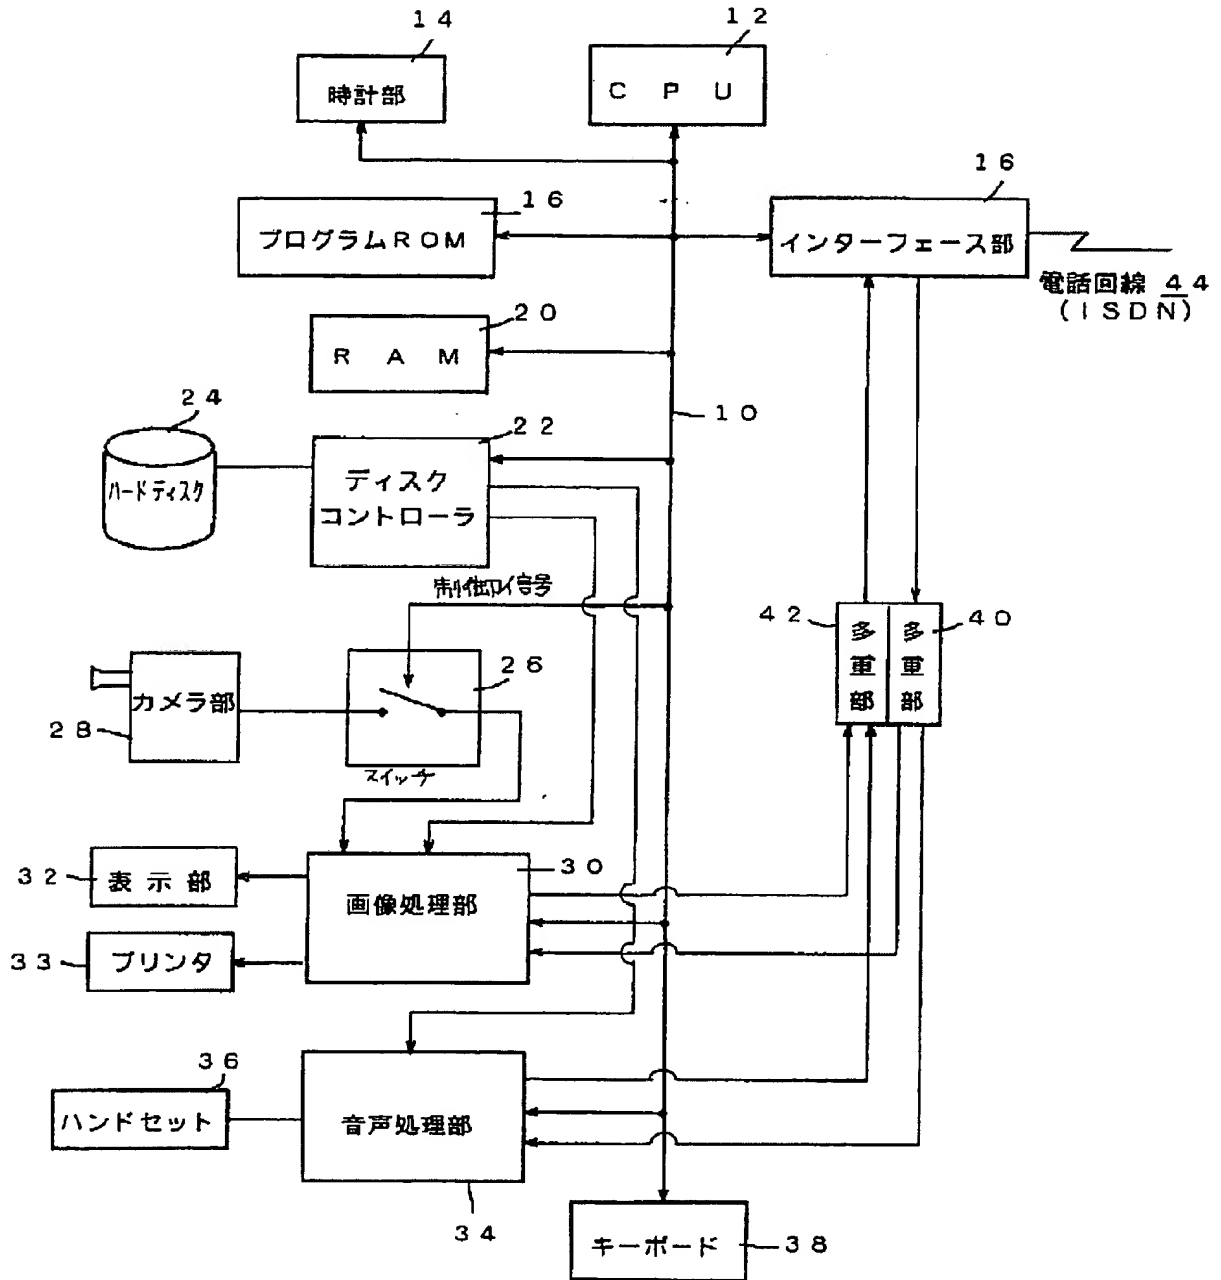 14
12
時計部
CPU
16
16
プログラムROM
インターフェース部
電話回線 44
(ISDN)
20
RAM
24
22
10
ハードディスク
ディスク
コントローラ
制御信号
42
40
多重部
多重部
26
カメラ部
28
スイッチ
30
32
表示部
画像処理部
33
プリンタ
36
ハンドセット
音声処理部
34
キーボード
38